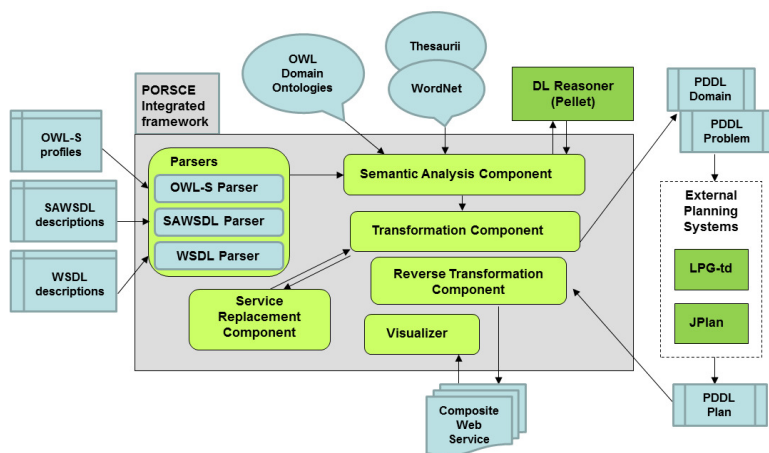 Thesaurii
OWL
Domain
Ontologies
WordNet
DL Reasoner
(Pellet)
PDDL
Domain
PDDL
Problem
PORSCE
Integrated
framework
OWL-S
profiles
SAWSDL
descriptions
WSDL
descriptions
Parsers
OWL-S Parser
SAWSDL Parser
WSDL Parser
Semantic Analysis Component
Transformation Component
Reverse Transformation
Component
Service
Replacement
Component
Visualizer
External
Planning
Systems
LPG-td
JPlan
Composite
Web
Service
PDDL
Plan